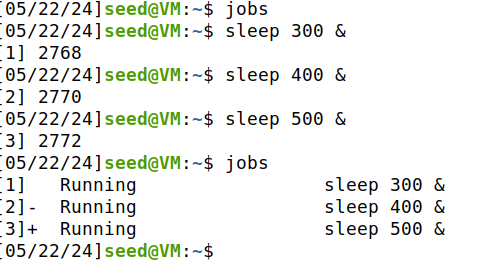 [05/22/24]seed@VM:~$ jobs
[05/22/24]seed@VM:~$ sleep 300 &
[1] 2768
[05/22/24]seed@VM:~$ sleep 400 &
[2] 2770
[05/22/24]seed@VM:~$ sleep 500 &
[3] 2772
[05/22/24]seed@VM:~$ jobs
[1]   Running                 sleep 300 &
[2]-  Running                 sleep 400 &
[3]+  Running                 sleep 500 &
[05/22/24]seed@VM:~$